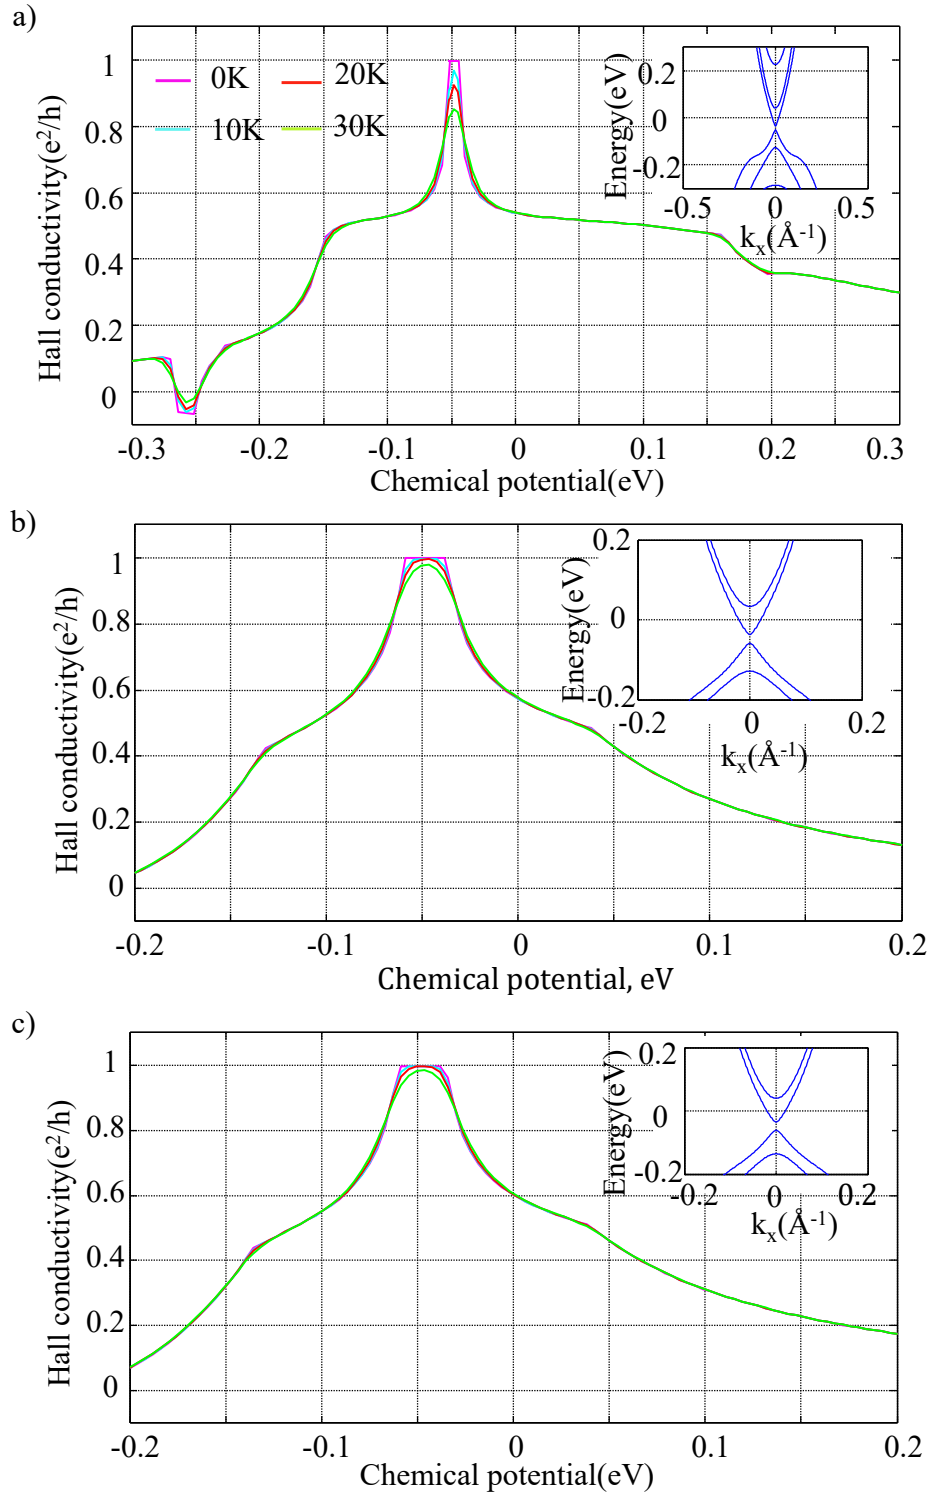 a)
1
0.8
0.6
0.4
0.2
0
Hall conductivity(e²/h)
0K
20K
10K
30K
0.2
0
-0.2
Energy(eV)
-0.5 0 0.5
kₓ(Å⁻¹)
-0.3 -0.2 -0.1 0 0.1 0.2 0.3
Chemical potential(eV)
b)
1
0.8
0.6
0.4
0.2
0
Hall conductivity(e²/h)
0.2
0
-0.2
Energy(eV)
-0.2 0 0.2
kₓ(Å⁻¹)
-0.2 -0.1 0 0.1 0.2
Chemical potential, eV
c)
1
0.8
0.6
0.4
0.2
0
Hall conductivity(e²/h)
0.2
0
-0.2
Energy(eV)
-0.2 0 0.2
kₓ(Å⁻¹)
-0.2 -0.1 0 0.1 0.2
Chemical potential(eV)